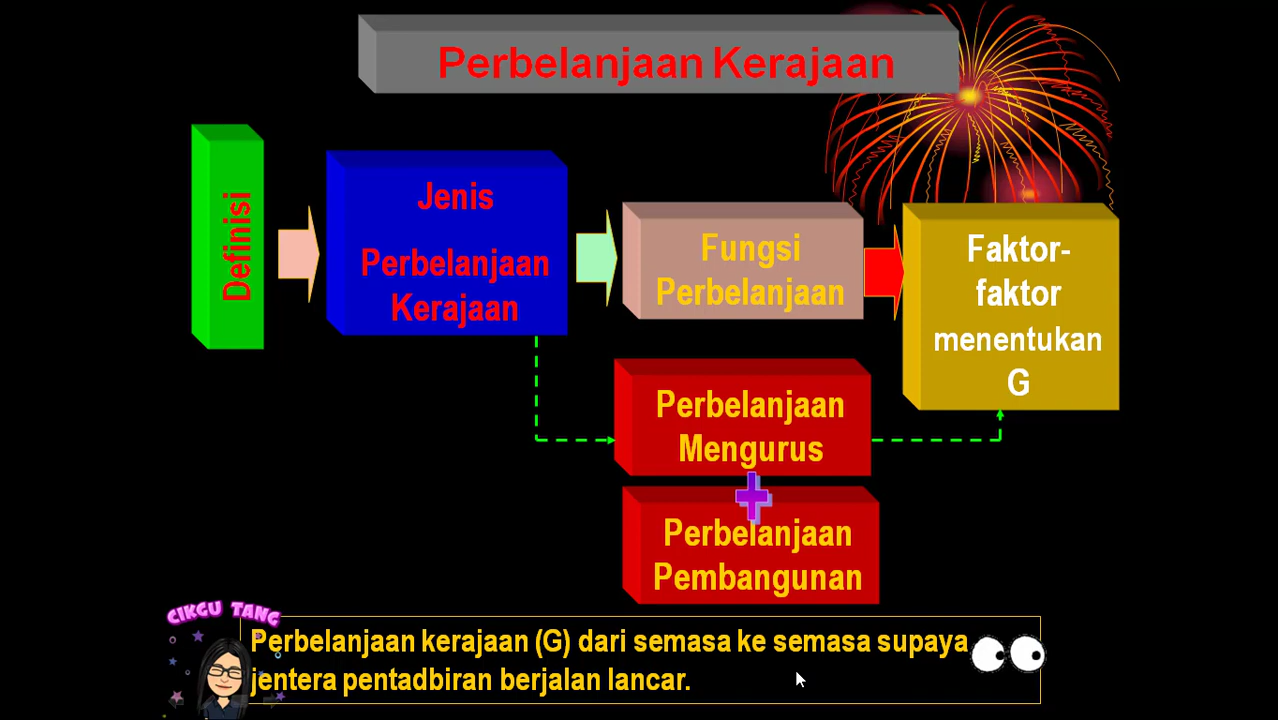 Perbelanjaan Kerajaan
Definisi
Jenis
Perbelanjaan
Kerajaan
Fungsi
Perbelanjaan
Faktor-
faktor
menentukan
G
Perbelanjaan
Mengurus
Perbelanjaan
Pembangunan
CIKGU TANG
Perbelanjaan kerajaan (G) dari semasa ke semasa supaya
jentera pentadbiran berjalan lancar.